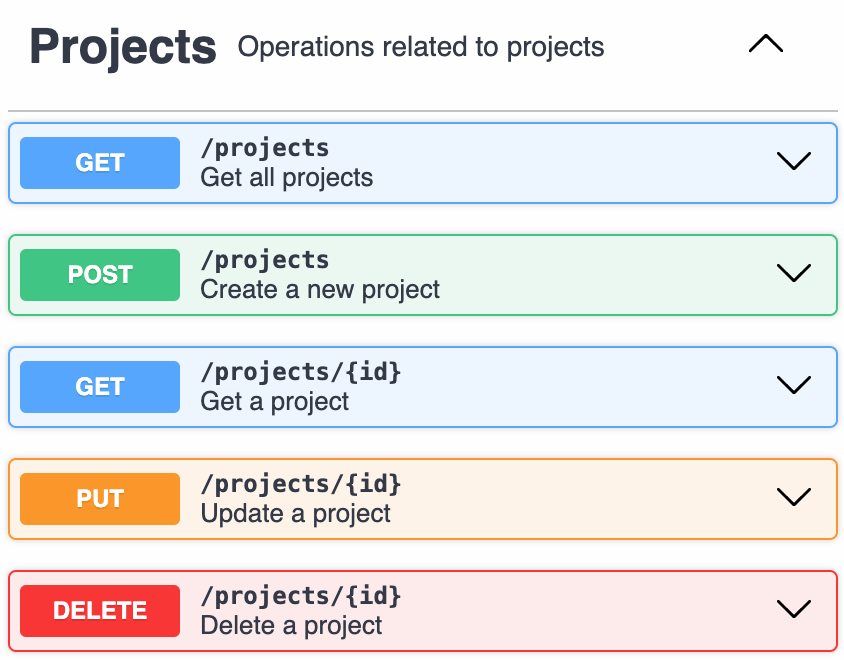 Projects Operations related to projects
GET /projects
Get all projects
POST /projects
Create a new project
GET /projects/{id}
Get a project
PUT /projects/{id}
Update a project
DELETE /projects/{id}
Delete a project